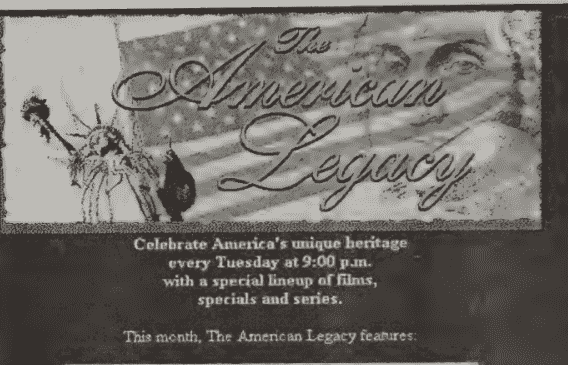 The
American
Legacy
Celebrate America's unique heritage
every Tuesday at 9:00 p.m.
with a special lineup of films,
specials and series.
This month, The American Legacy features: